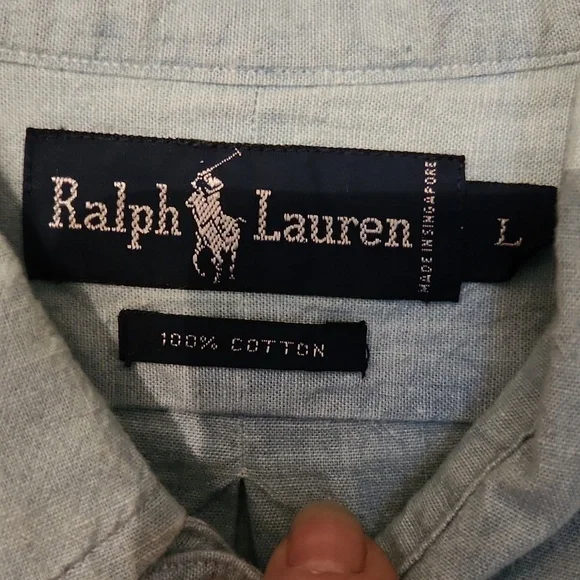 Ralph Lauren
MADE IN SINGAPORE
L
100% COTTON